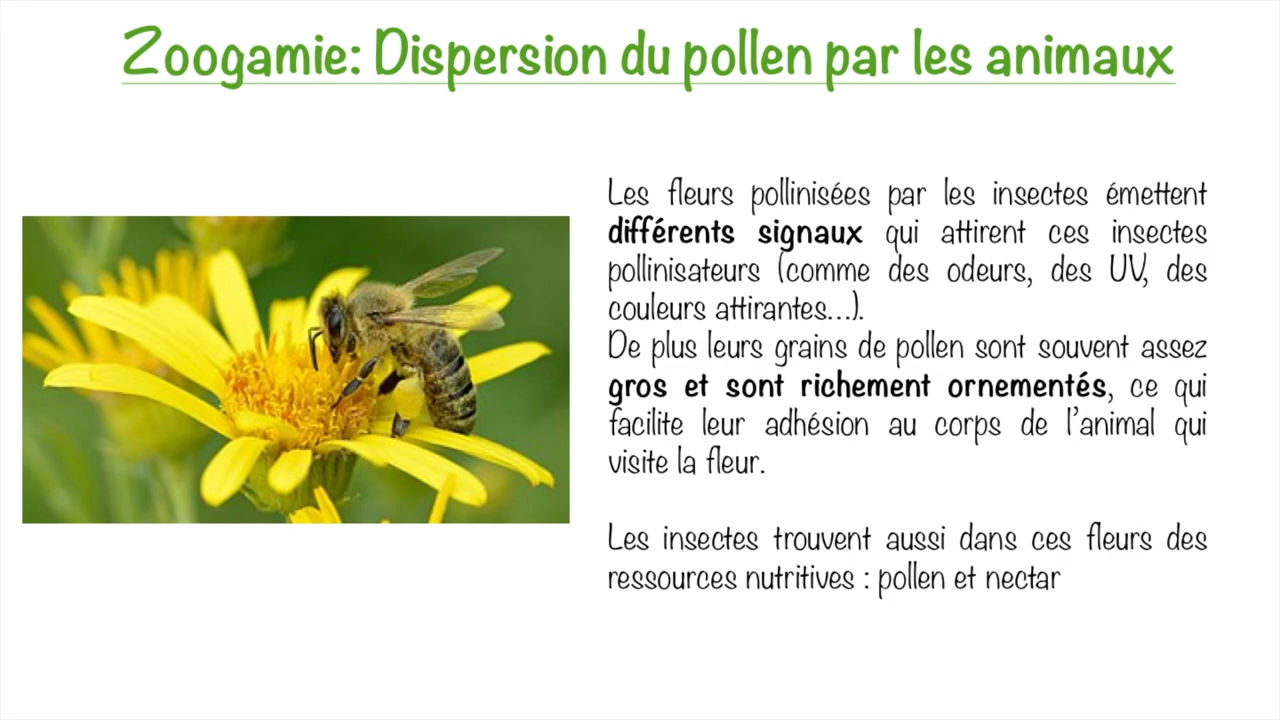 Zoogamie: Dispersion du pollen par les animaux
Les fleurs pollinisées par les insectes émettent
différents signaux qui attirent ces insectes
pollinisateurs (comme des odeurs, des UV, des
couleurs attirantes...).
De plus leurs grains de pollen sont souvent assez
gros et sont richement ornementés, ce qui
facilite leur adhésion au corps de l'animal qui
visite la fleur.
Les insectes trouvent aussi dans ces fleurs des
ressources nutritives : pollen et nectar